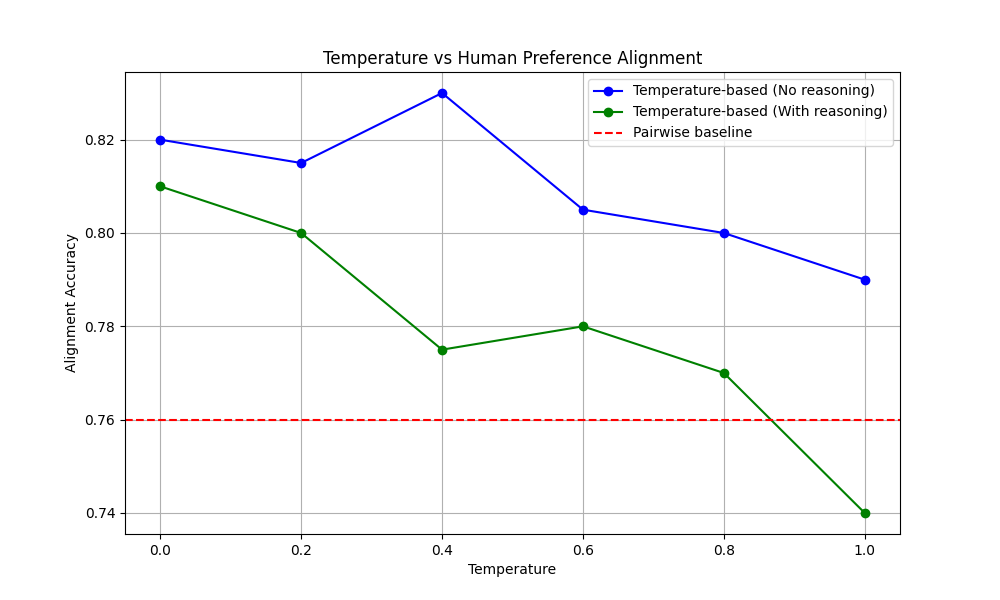 Temperature vs Human Preference Alignment
Temperature-based (No reasoning)
Temperature-based (With reasoning)
Pairwise baseline
Alignment Accuracy
0.82
0.80
0.78
0.76
0.74
0.0 0.2 0.4 0.6 0.8 1.0
Temperature